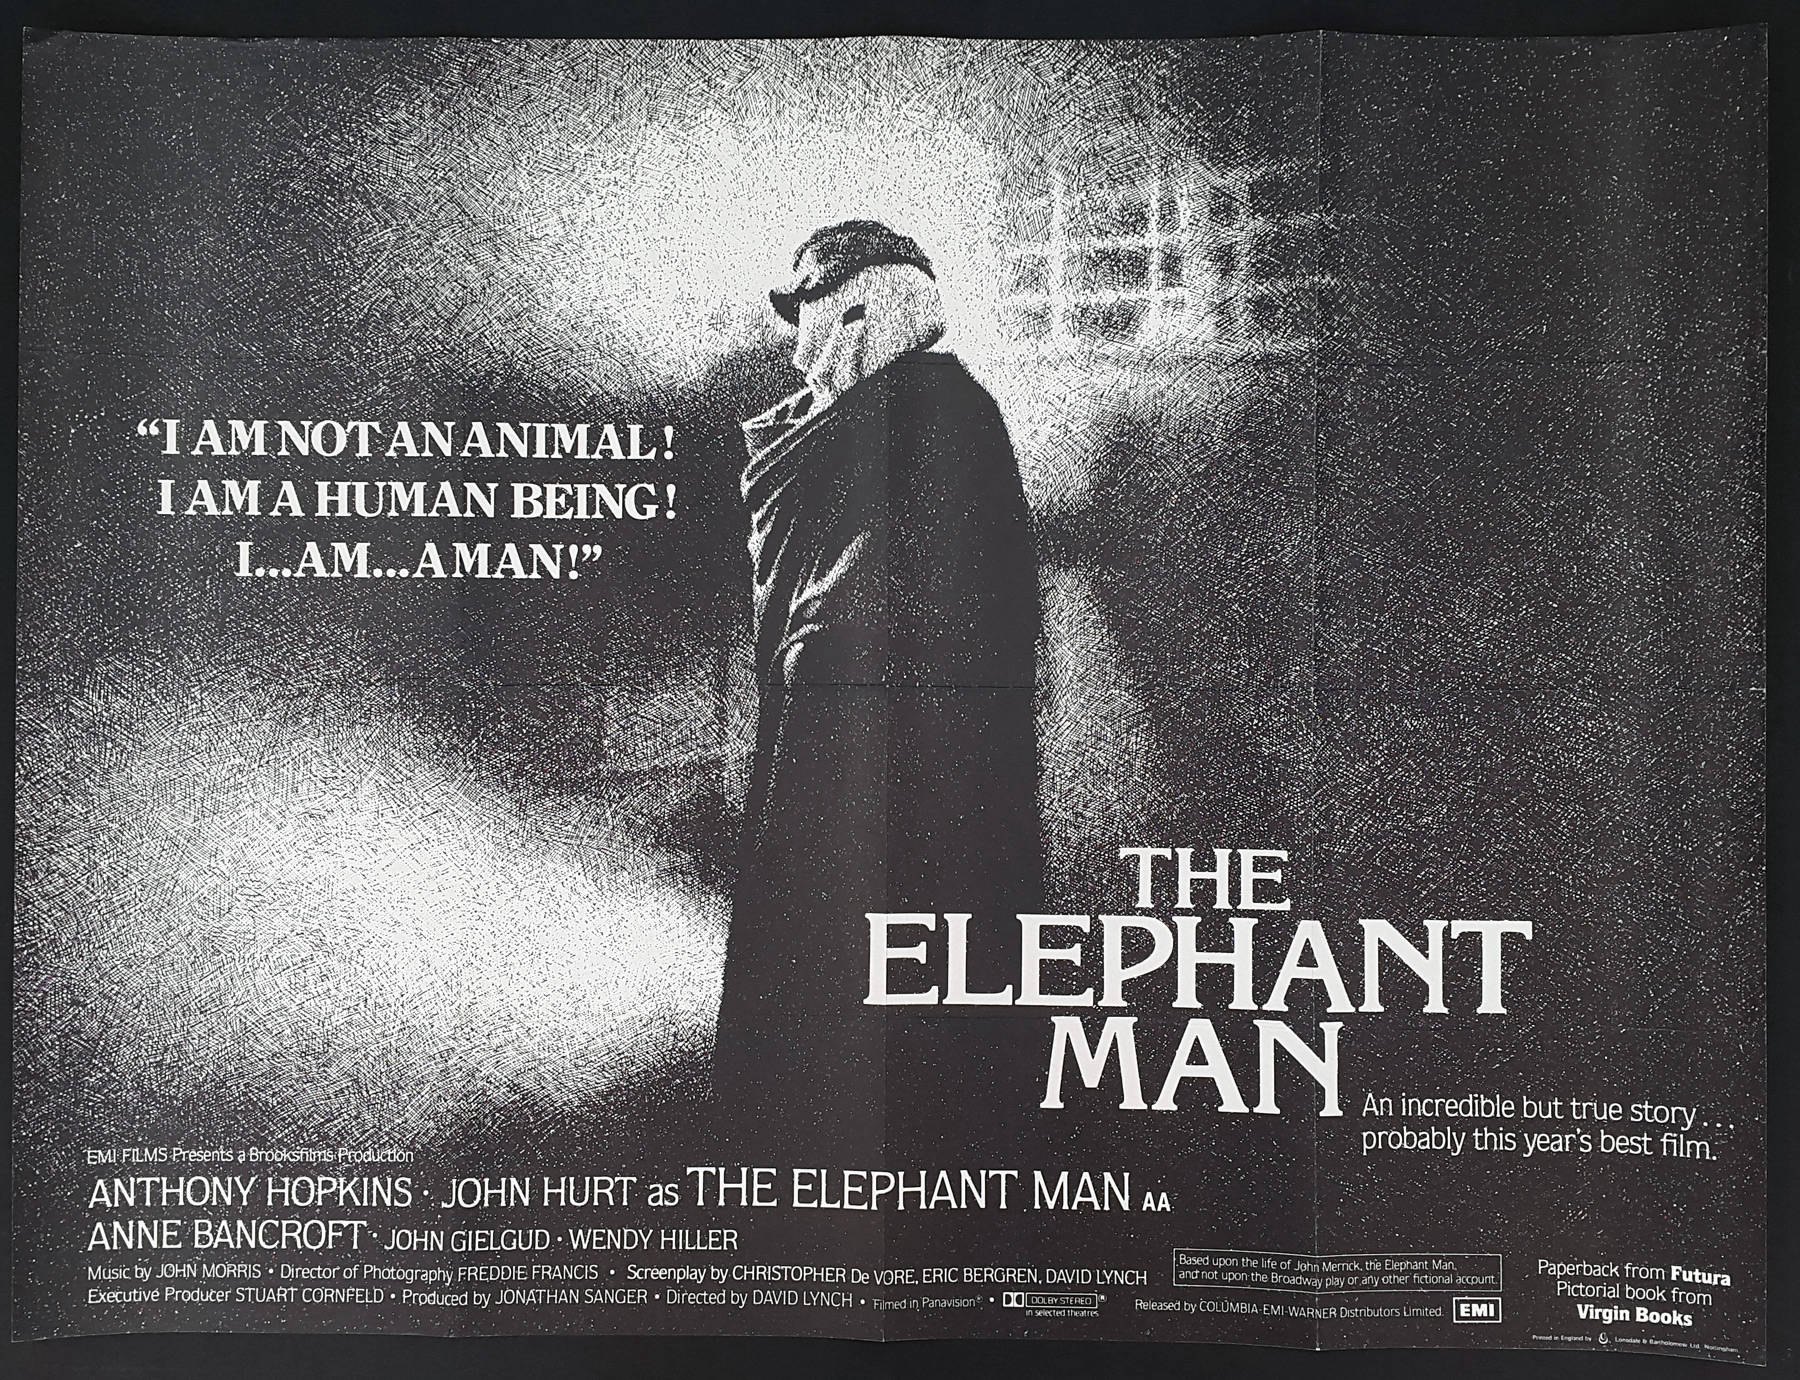 “I AM NOT AN ANIMAL!
I AM A HUMAN BEING!
I...AM...A MAN!”
THE
ELEPHANT
MAN
An incredible but true story...
probably this year's best film.
EMI FILMS Presents a Brooksfilms Production
ANTHONY HOPKINS · JOHN HURT as THE ELEPHANT MAN AA
ANNE BANCROFT · JOHN GIELGUD · WENDY HILLER
Music by JOHN MORRIS • Director of Photography FREDDIE FRANCIS • Screenplay by CHRISTOPHER De VORE, ERIC BERGREN, DAVID LYNCH
Executive Producer STUART CORNFELD • Produced by JONATHAN SANGER • Directed by DAVID LYNCH • Filmed in Panavision® • DOLBY STEREO ®
in selected theatres
Based upon the life of John Merrick, the Elephant Man,
and not upon the Broadway play or any other fictional account.
Released by COLUMBIA-EMI-WARNER Distributors Limited. EMI
Paperback from Futura
Pictorial book from
Virgin Books
Printed in England by Lonsdale & Bartholomew Ltd. Nottingham